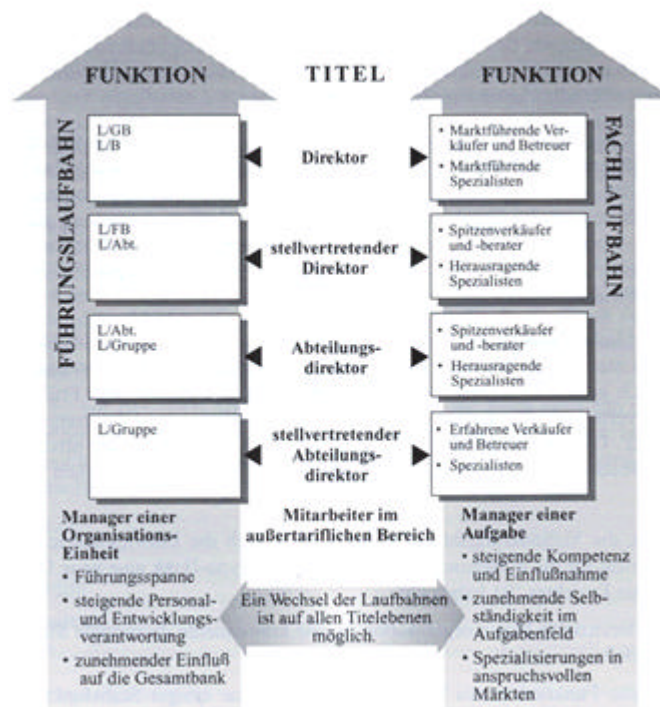 FUNKTION
TITEL
FUNKTION
FÜHRUNGSLAUFBAHN
FACHLAUFBAHN
L/GB
L/B
Direktor
• Marktführende Ver-
käufer und Betreuer
• Marktführende
Spezialisten
L/FB
L/Abt.
stellvertretender
Direktor
• Spitzenverkäufer
und -berater
• Herausragende
Spezialisten
L/Abt.
L/Gruppe
Abteilungs-
direktor
• Spitzenverkäufer
und -berater
• Herausragende
Spezialisten
L/Gruppe
stellvertretender
Abteilungs-
direktor
• Erfahrene Verkäufer
und Betreuer
• Spezialisten
Manager einer
Organisations-
Einheit
• Führungsspanne
• steigende Personal-
und Entwicklungs-
verantwortung
• zunehmender Einfluß
auf die Gesamtbank
Mitarbeiter im
außertariflichen Bereich
Ein Wechsel der Laufbahnen
ist auf allen Titelebenen
möglich.
Manager einer
Aufgabe
• steigende Kompetenz
und Einflußnahme
• zunehmende Selb-
ständigkeit im
Aufgabenfeld
• Spezialisierungen in
anspruchsvollen
Märkten